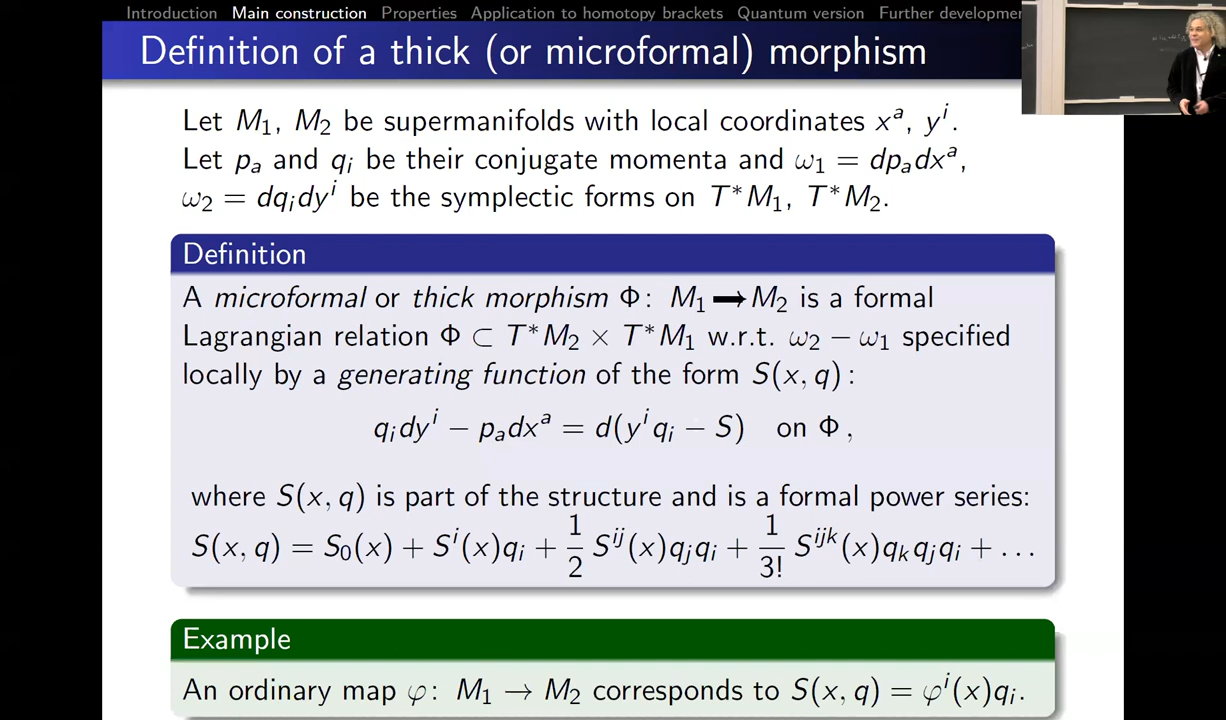 Introduction Main construction Properties Application to homotopy brackets Quantum version Further developmen
Definition of a thick (or microformal) morphism
Let M₁, M₂ be supermanifolds with local coordinates xᵃ, yⁱ.
Let pₐ and qᵢ be their conjugate momenta and ω₁ = dpₐdxᵃ,
ω₂ = dqᵢdyⁱ be the symplectic forms on T*M₁, T*M₂.
Definition
A microformal or thick morphism Φ: M₁ → M₂ is a formal
Lagrangian relation Φ ⊂ T*M₂ × T*M₁ w.r.t. ω₂ − ω₁ specified
locally by a generating function of the form S(x, q):
qᵢdyⁱ − pₐdxᵃ = d(yⁱqᵢ − S) on Φ,
where S(x, q) is part of the structure and is a formal power series:
S(x, q) = S₀(x) + Sⁱ(x)qᵢ + 1/2 Sⁱʲ(x)qⱼqᵢ + 1/3! Sⁱʲᵏ(x)qₖqⱼqᵢ + ...
Example
An ordinary map φ: M₁ → M₂ corresponds to S(x, q) = φⁱ(x)qᵢ.